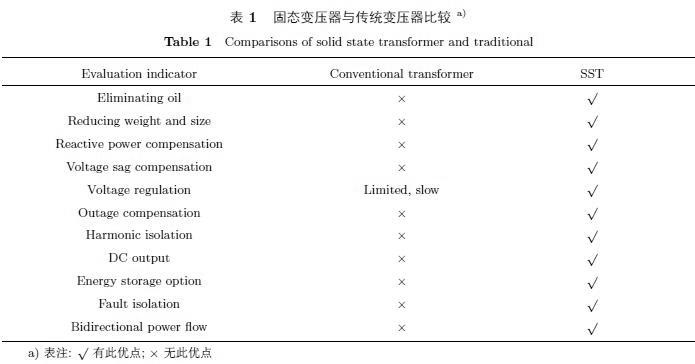 表 1 固态变压器与传统变压器比较 a)
Table 1 Comparisons of solid state transformer and traditional
Evaluation indicator Conventional transformer SST
Eliminating oil × √
Reducing weight and size × √
Reactive power compensation × √
Voltage sag compensation × √
Voltage regulation Limited, slow √
Outage compensation × √
Harmonic isolation × √
DC output × √
Energy storage option × √
Fault isolation × √
Bidirectional power flow × √
a) 表注: √ 有此优点; × 无此优点